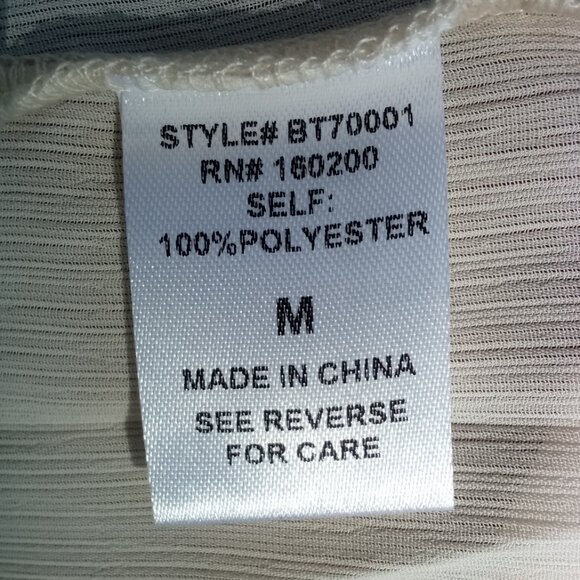 STYLE# BT70001
RN# 160200
SELF:
100%POLYESTER
M
MADE IN CHINA
SEE REVERSE
FOR CARE